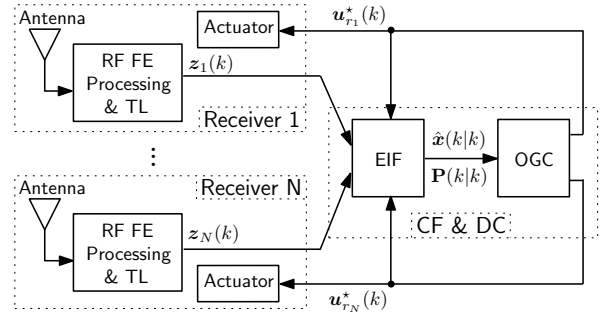 Antenna
Actuator
u⋆r1(k)
RF FE
Processing
& TL
z1(k)
Receiver 1
EIF
x̂(k|k)
P(k|k)
OGC
CF & DC
Receiver N
Antenna
RF FE
Processing
& TL
zN(k)
Actuator
u⋆rN(k)